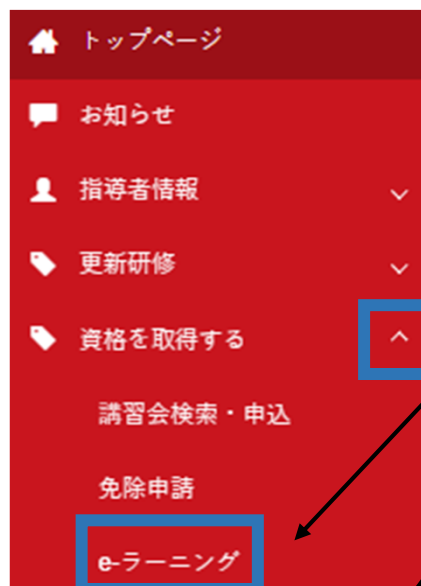 トップページ
お知らせ
指導者情報
更新研修
資格を取得する
講習会検索・申込
免除申請
e-ラーニング